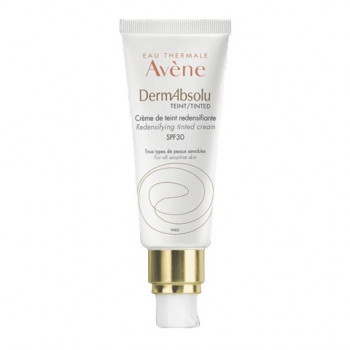 EAU THERMALE
Avène
DermAbsolu
TEINT/TINTED
Crème de teint redensifiante
Redensifying tinted cream
SPF30
Tous types de peaux sensibles
For all sensitive skin